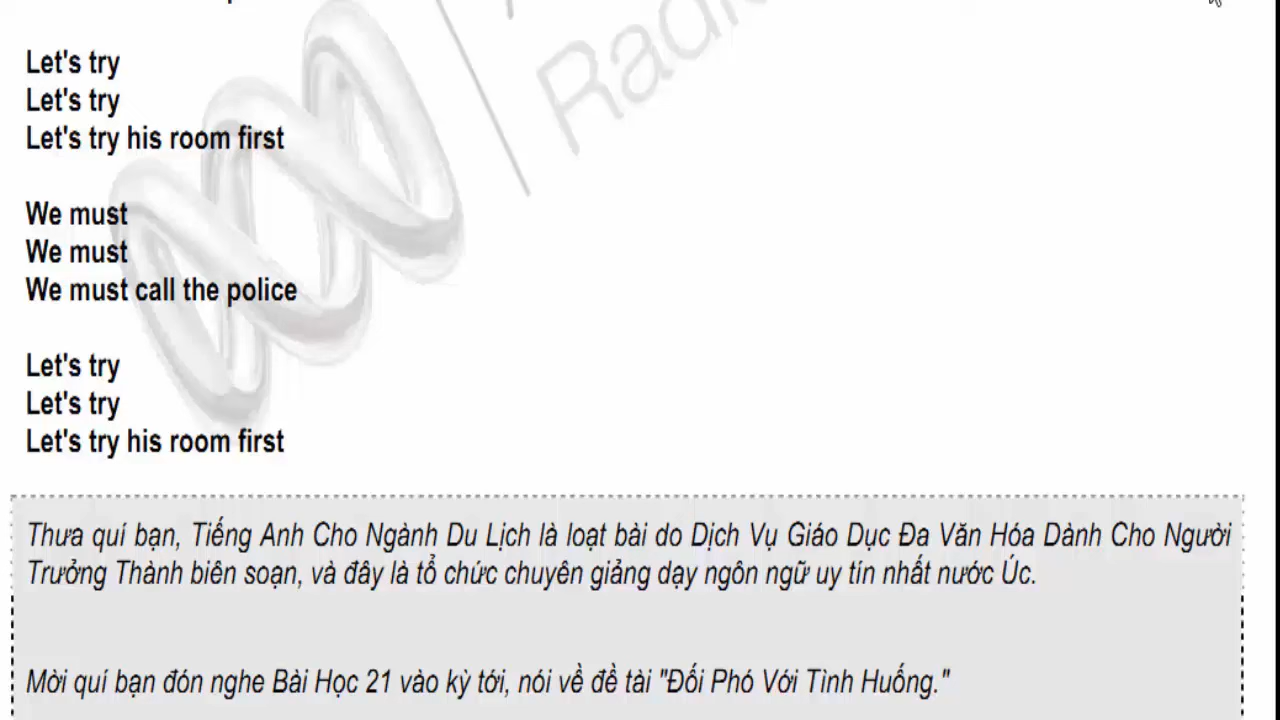 Let's try
Let's try
Let's try his room first
We must
We must
We must call the police
Let's try
Let's try
Let's try his room first
Thưa quí bạn, Tiếng Anh Cho Ngành Du Lịch là loạt bài do Dịch Vụ Giáo Dục Đa Văn Hóa Dành Cho Người
Trưởng Thành biên soạn, và đây là tổ chức chuyên giảng dạy ngôn ngữ uy tín nhất nước Úc.
Mời quí bạn đón nghe Bài Học 21 vào kỳ tới, nói về đề tài "Đối Phó Với Tình Huống."